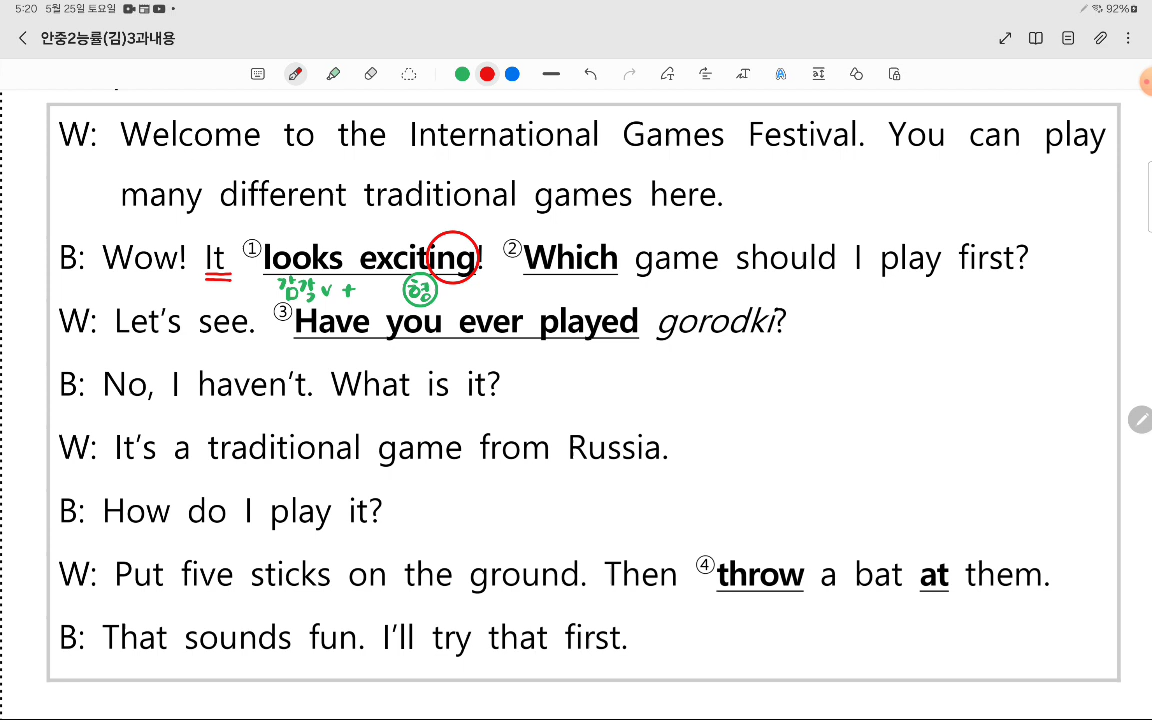 5:20 5월 25일 토요일 92%
안중2능률(김)3과내용
W: Welcome to the International Games Festival. You can play
many different traditional games here.
B: Wow! It ①looks exciting! ②Which game should I play first?
감각v + 형
W: Let's see. ③Have you ever played gorodki?
B: No, I haven't. What is it?
W: It's a traditional game from Russia.
B: How do I play it?
W: Put five sticks on the ground. Then ④throw a bat at them.
B: That sounds fun. I'll try that first.